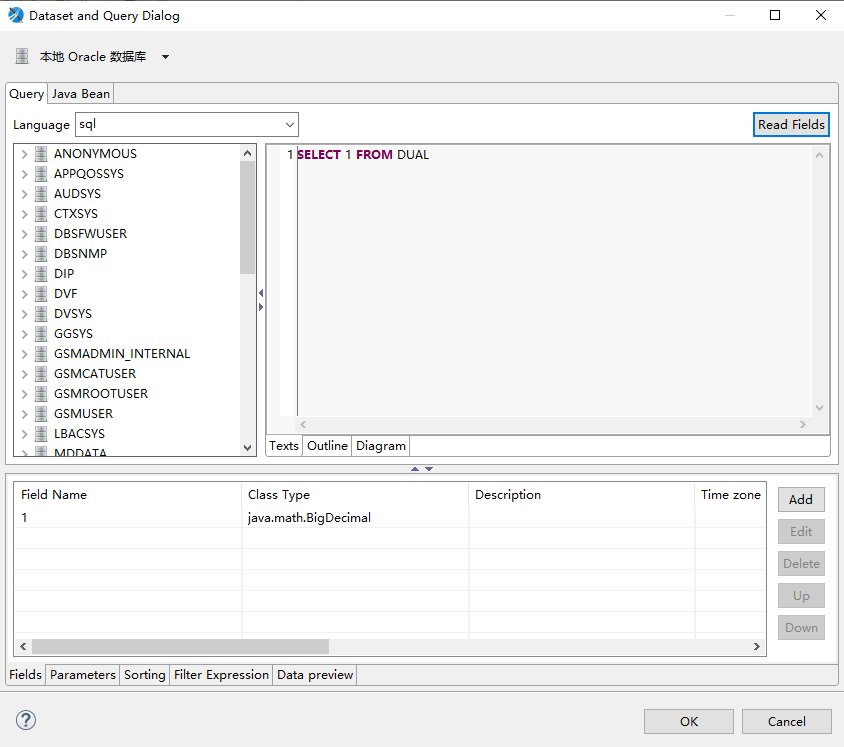 Dataset and Query Dialog
本地 Oracle 数据库
Query Java Bean
Language sql Read Fields
ANONYMOUS
APPQOSSYS
AUDSYS
CTXSYS
DBSFWUSER
DBSNMP
DIP
DVF
DVSYS
GGSYS
GSMADMIN_INTERNAL
GSMCATUSER
GSMROOTUSER
GSMUSER
LBACSYS
MDDATA
1 SELECT 1 FROM DUAL
Texts Outline Diagram
Field Name Class Type Description Time zone
1 java.math.BigDecimal
Add
Edit
Delete
Up
Down
Fields Parameters Sorting Filter Expression Data preview
? OK Cancel